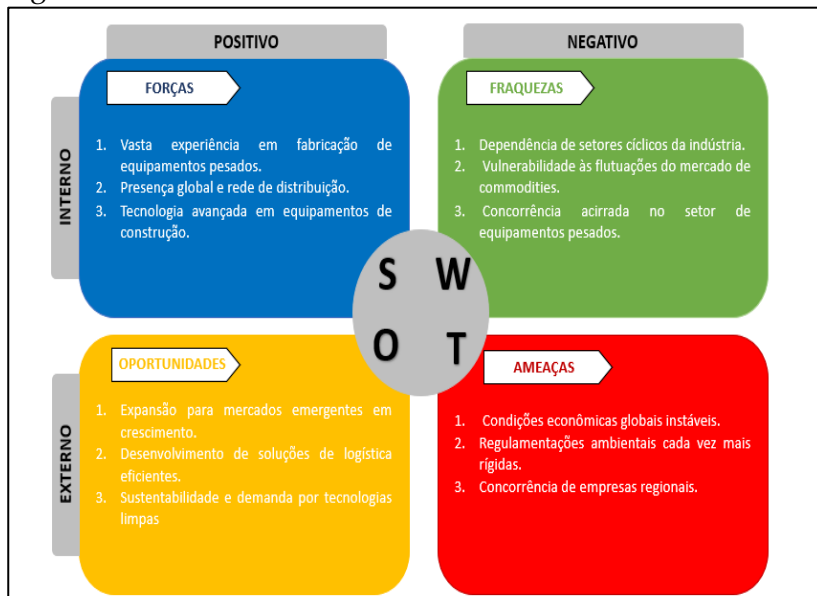 POSITIVO
NEGATIVO
INTERNO
FORÇAS
1. Vasta experiência em fabricação de
equipamentos pesados.
2. Presença global e rede de distribuição.
3. Tecnologia avançada em equipamentos de
construção.
FRAQUEZAS
1. Dependência de setores cíclicos da indústria.
2. Vulnerabilidade às flutuações do mercado de
commodities.
3. Concorrência acirrada no setor de
equipamentos pesados.
S W
O T
EXTERNO
OPORTUNIDADES
1. Expansão para mercados emergentes em
crescimento.
2. Desenvolvimento de soluções de logística
eficientes.
3. Sustentabilidade e demanda por tecnologias
limpas
AMEAÇAS
1. Condições econômicas globais instáveis.
2. Regulamentações ambientais cada vez mais
rígidas.
3. Concorrência de empresas regionais.